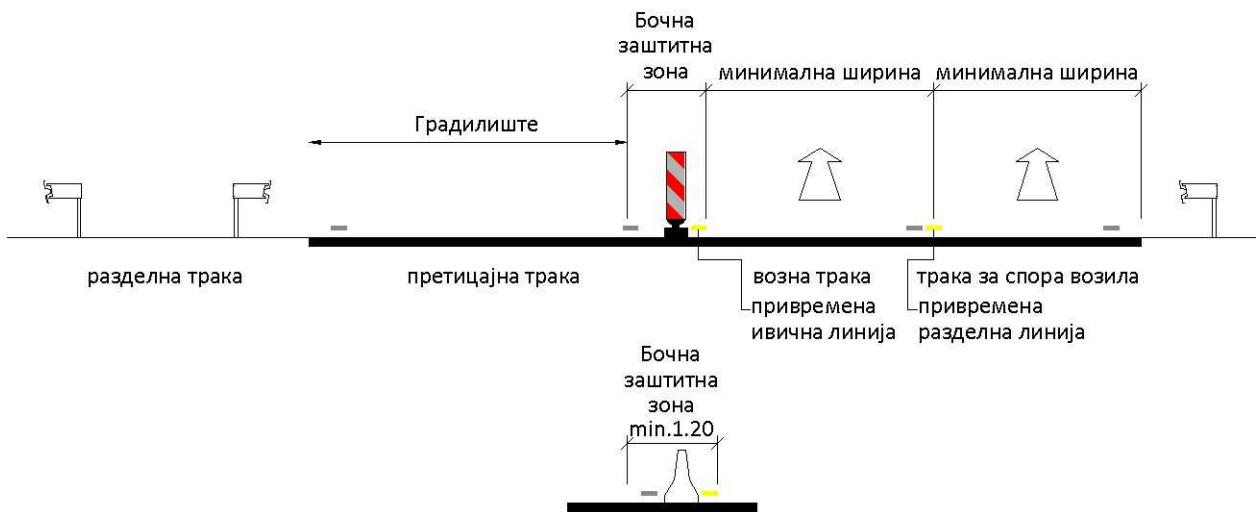 Бочна
заштитна
зона
минимална ширина
минимална ширина
Градилиште
разделна трака
претицајна трака
возна трака
трака за спора возила
привремена
ивична линија
привремена
разделна линија
Бочна
заштитна
зона
min.1.20